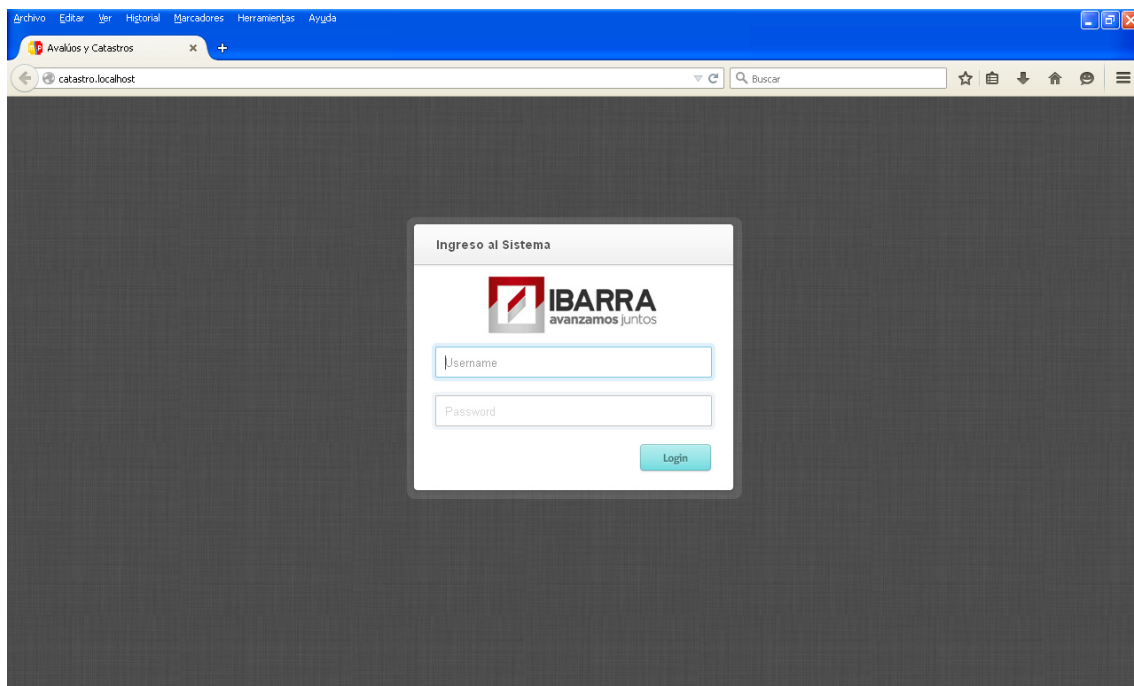 Archivo Editar Ver Historial Marcadores Herramientas Ayuda
Avalúos y Catastros
catastro.localhost Buscar
Ingreso al Sistema
IBARRA
avanzamos juntos
Username
Password
Login